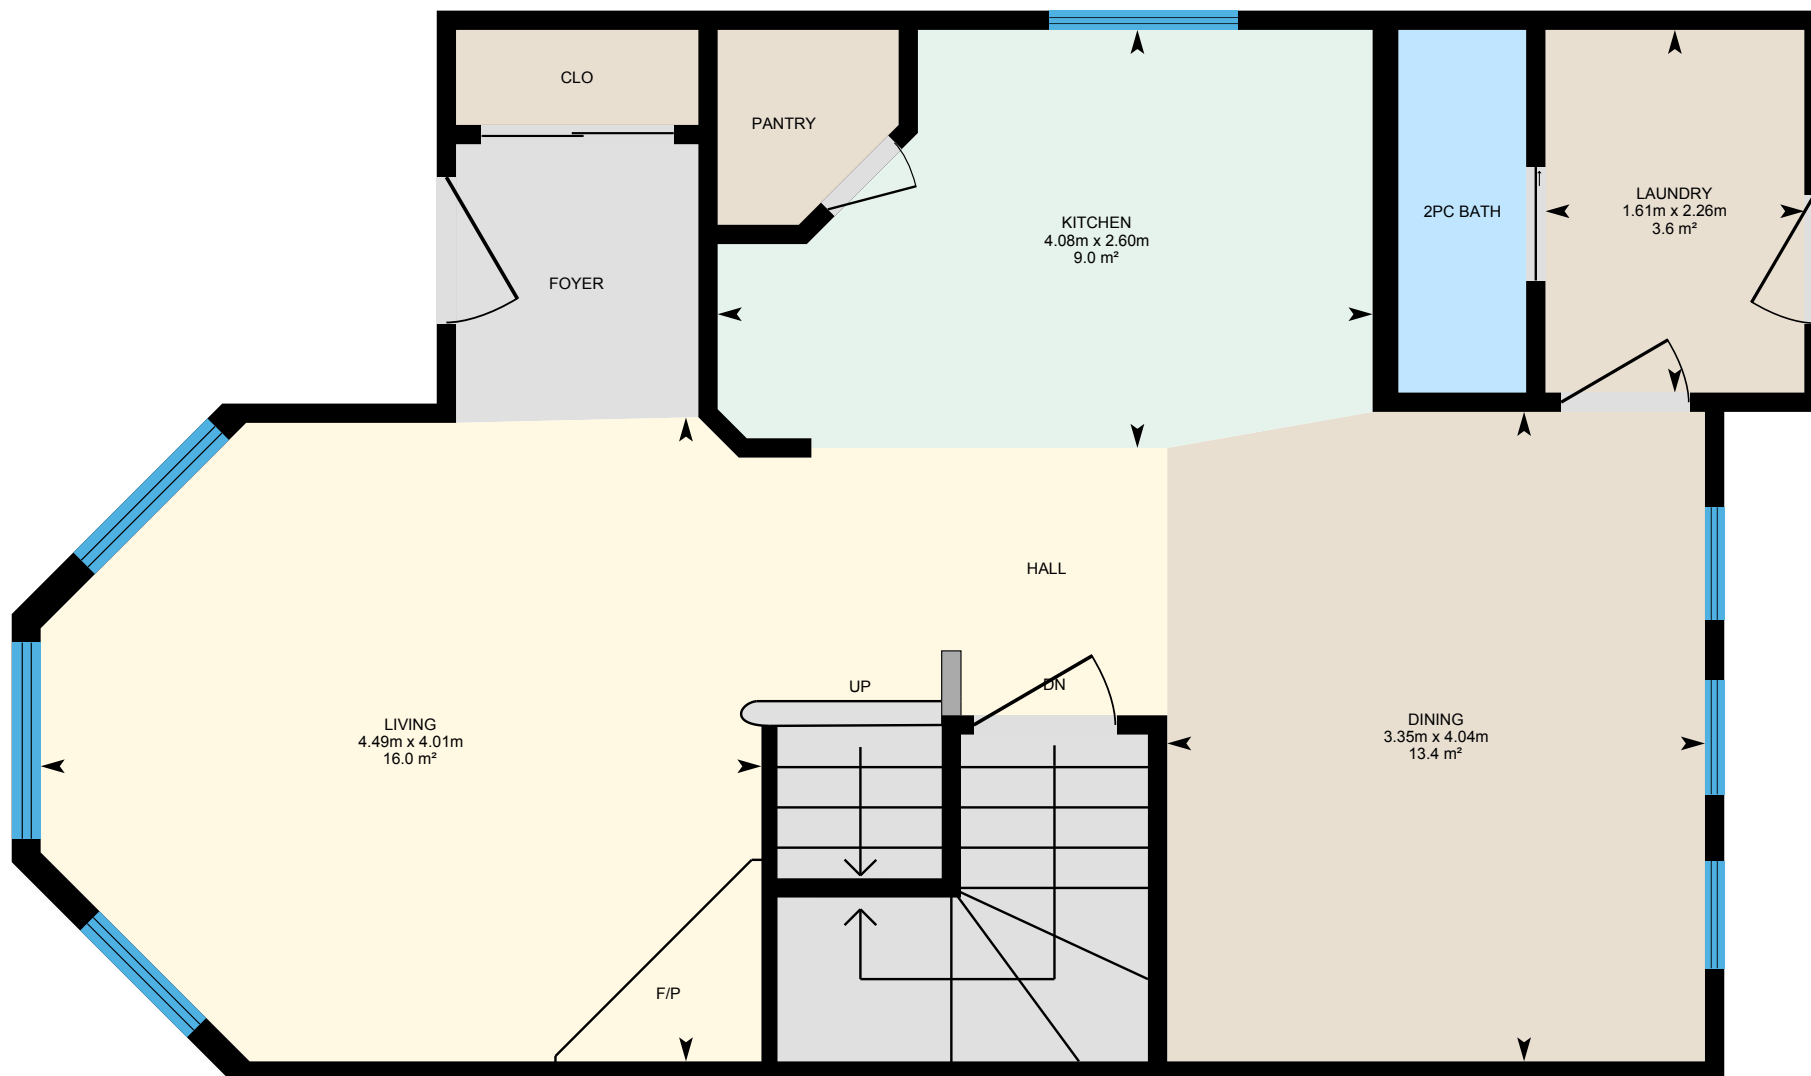 CLO
PANTRY
FOYER
KITCHEN
4.08m x 2.60m
9.0 m²
2PC BATH
LAUNDRY
1.61m x 2.26m
3.6 m²
HALL
UP
DN
LIVING
4.49m x 4.01m
16.0 m²
DINING
3.35m x 4.04m
13.4 m²
F/P